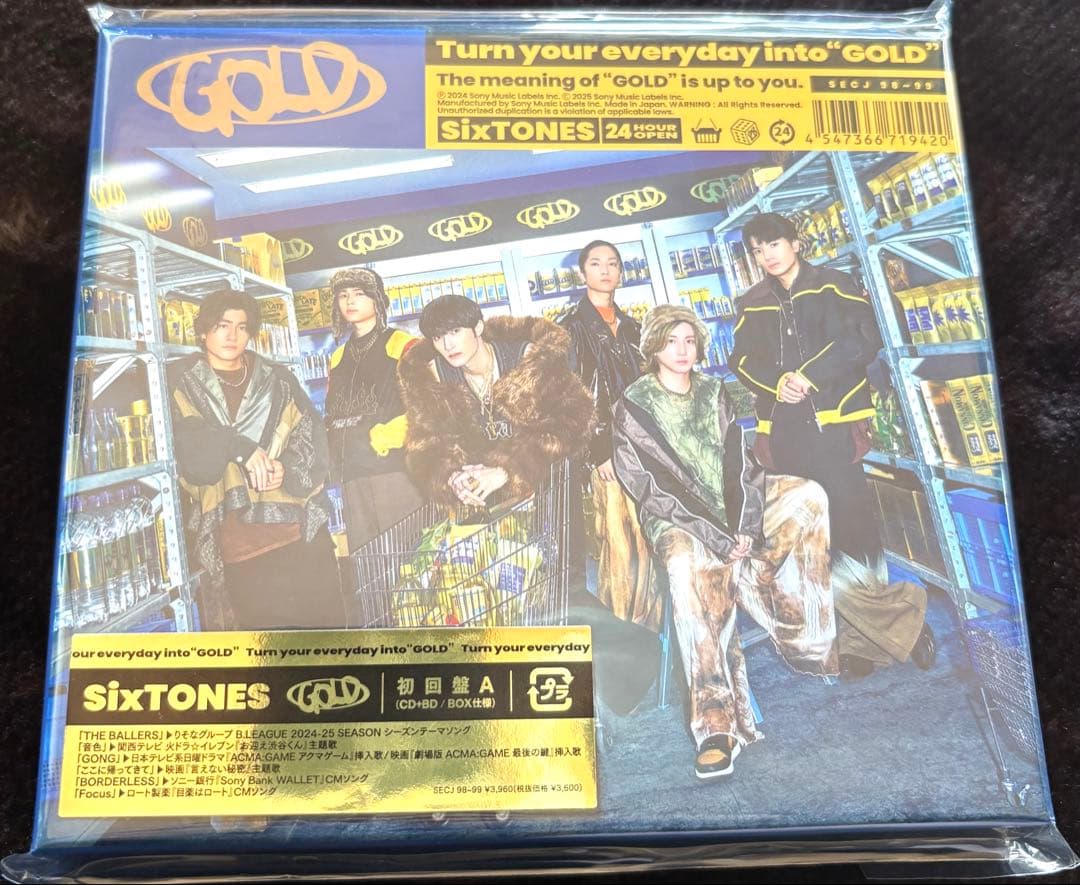 GOLD
Turn your everyday into“GOLD”
The meaning of “GOLD” is up to you.
SECJ 98~99
Ⓟ 2024 Sony Music Labels Inc. Ⓒ 2025 Sony Music Labels Inc.
Manufactured by Sony Music Labels Inc. Made in Japan. WARNING : All Rights Reserved.
Unauthorized duplication is a violation of applicable laws.
SixTONES
24 HOUR
OPEN
24
4 547366 719420
GOLD
GOLD
GOLD
GOLD
our everyday into“GOLD” Turn your everyday into“GOLD” Turn your everyday
SixTONES
GOLD
初回盤 A
(CD+BD / BOX仕様)
プラ
「THE BALLERS」▶りそなグループ B.LEAGUE 2024-25 SEASON シーズンテーマソング
「音色」▶関西テレビ 火ドラ☆イレブン『お迎え渋谷くん』主題歌
「GONG」▶日本テレビ系日曜ドラマ『ACMA:GAME アクマゲーム』挿入歌 / 映画『劇場版 ACMA:GAME 最後の鍵』挿入歌
「ここに帰ってきて」▶映画『言えない秘密』主題歌
「BORDERLESS」▶ソニー銀行『Sony Bank WALLET』CMソング
「Focus」▶ロート製薬『目薬はロート』CMソング
SECJ 98~99 ¥3,960(税抜価格 ¥3,600)